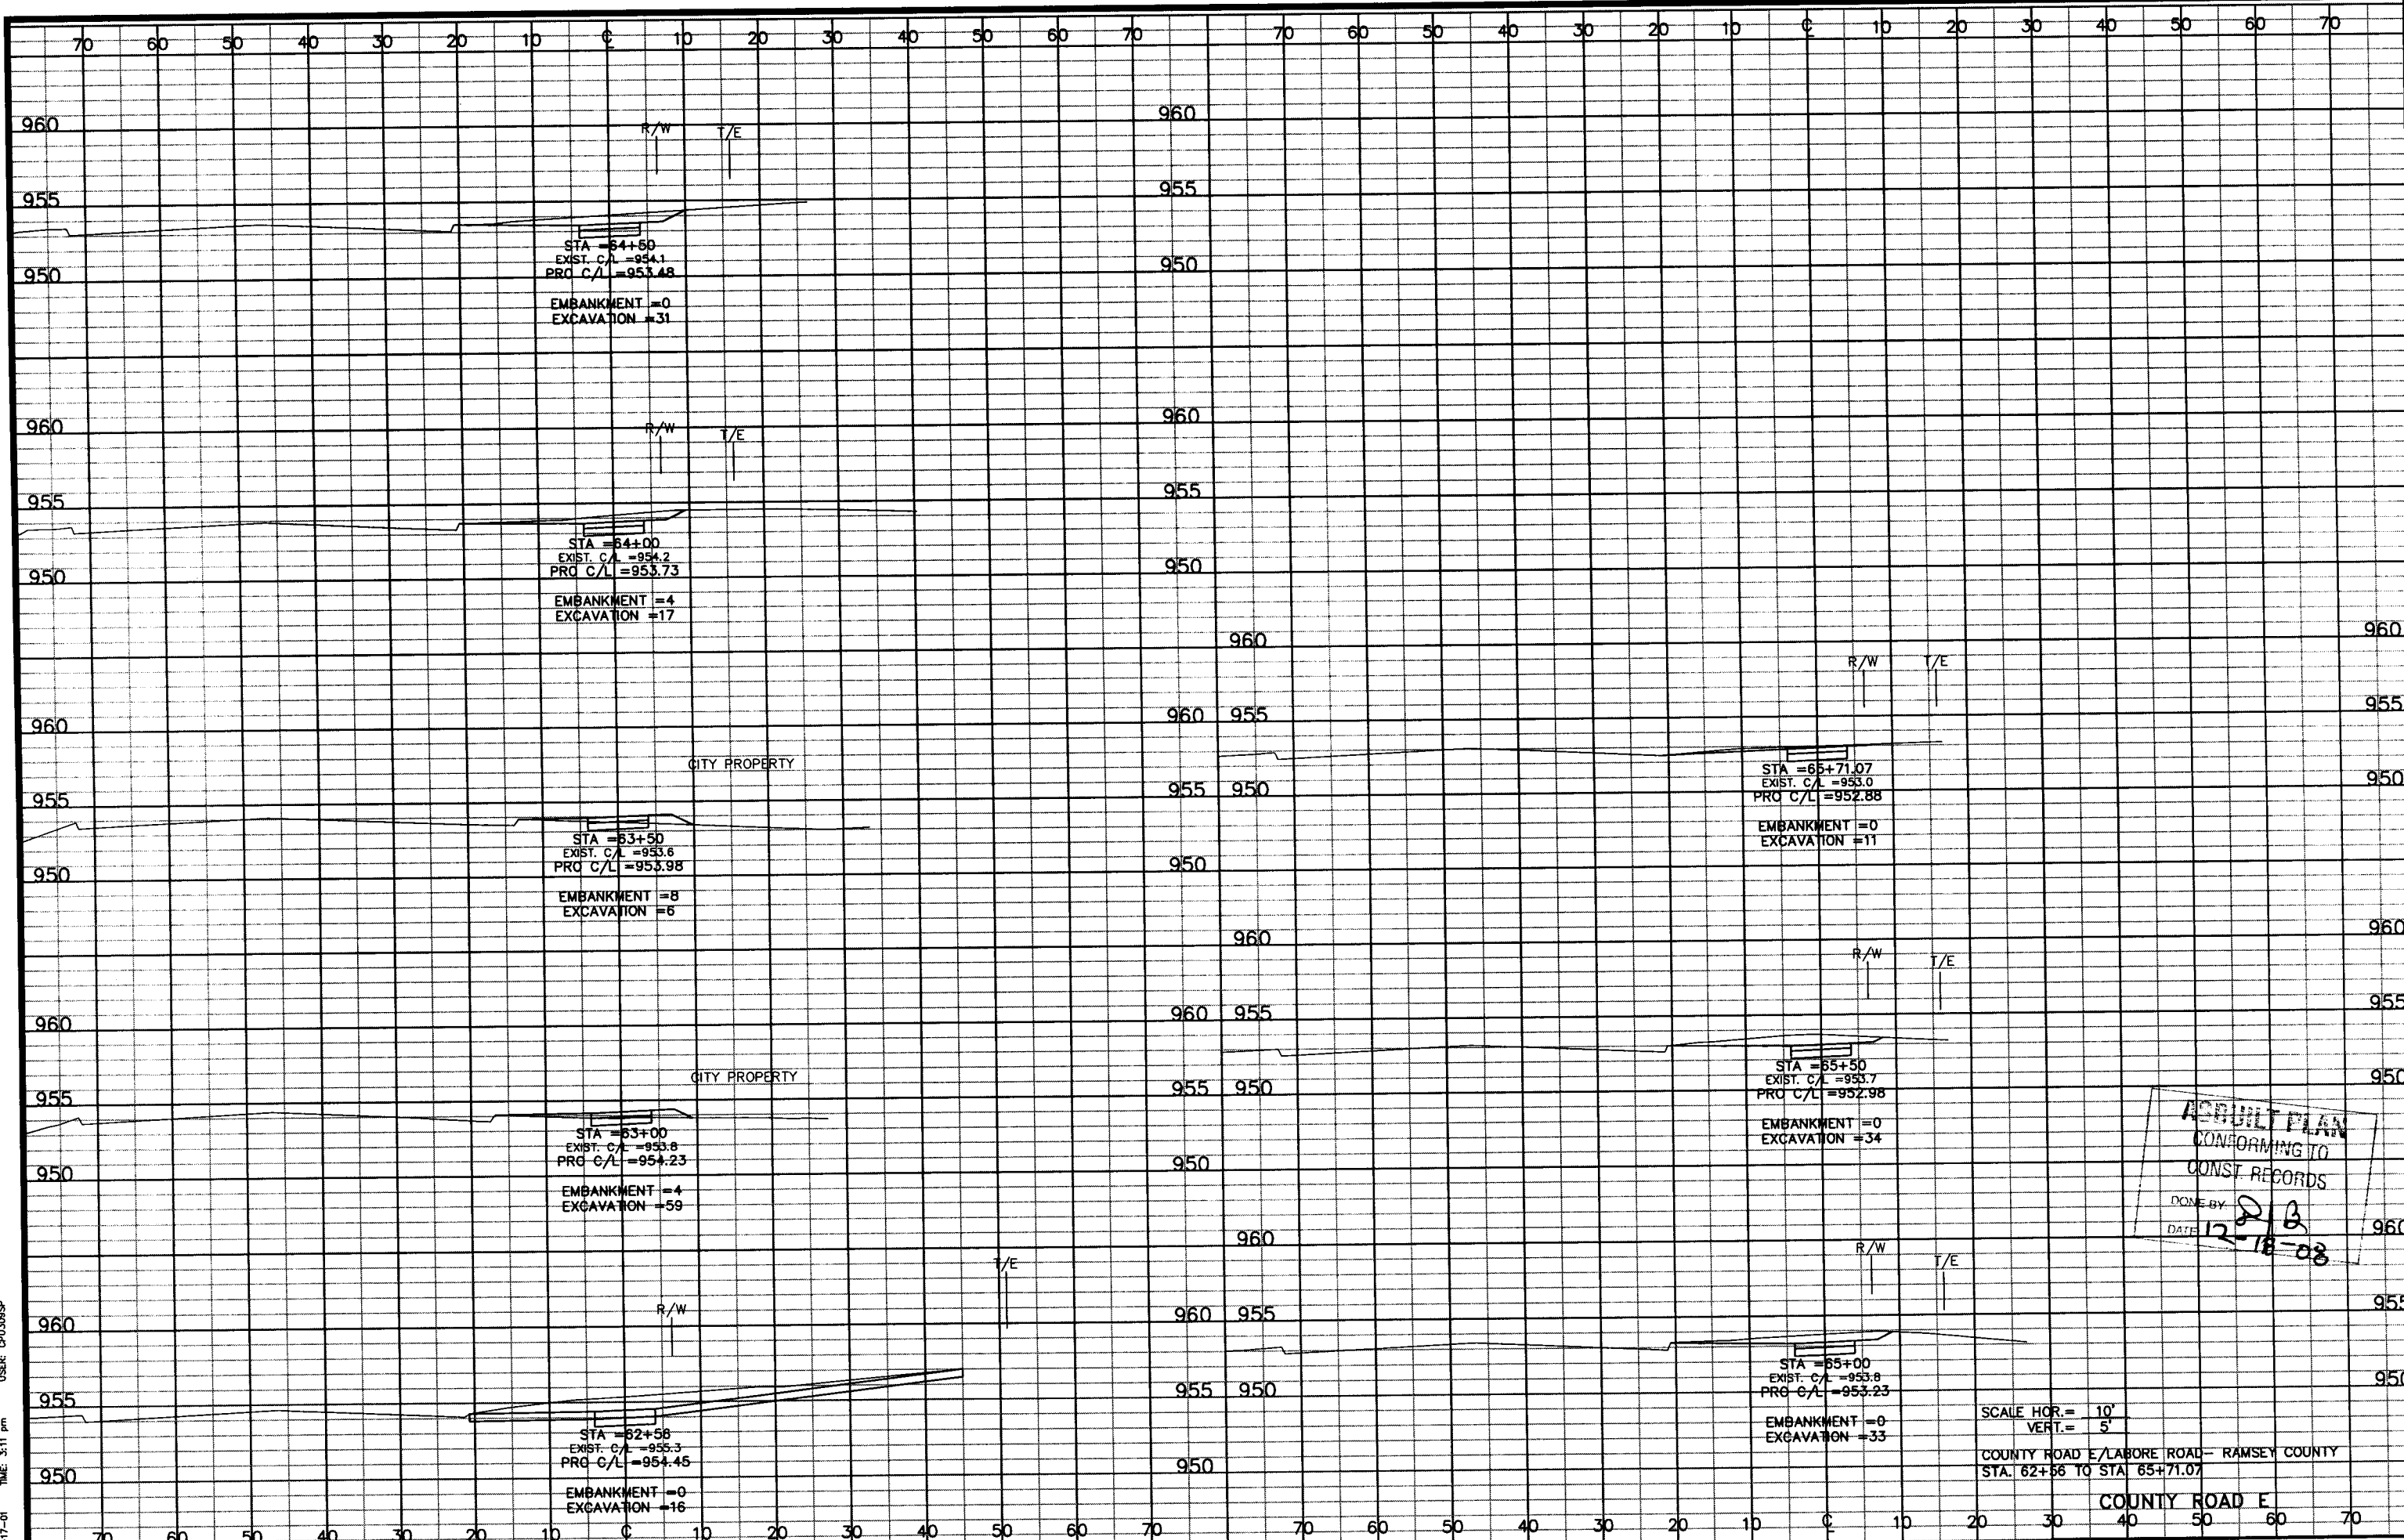 70 60 50 40 30 20 10 ℄ 10 20 30 40 50 60 70 70 60 50 40 30 20 10 ℄ 10 20 30 40 50 60 70
960
R/W T/E
955
STA =64+50
EXIST. C/L =954.1
950
PRO C/L =953.48
EMBANKMENT =0
EXCAVATION =31
960
R/W T/E
955
STA =64+00
EXIST. C/L =954.2
PRO C/L =953.73
950
EMBANKMENT =4
EXCAVATION =17
960
CITY PROPERTY
955
STA =63+50
EXIST. C/L =953.6
PRO C/L =953.98
950
EMBANKMENT =8
EXCAVATION =6
960
CITY PROPERTY
955
STA =63+00
EXIST. C/L =953.8
PRO C/L =954.23
950
EMBANKMENT =4
EXCAVATION =59
T/E
R/W
960
955
STA =62+56
EXIST. C/L =955.3
PRO C/L =954.45
950
EMBANKMENT =0
EXCAVATION =16
960
955
950
960
955
950
960
960 955
955 950
950
960
960 955
955 950
950
960
960 955
955 950
950
960
R/W T/E
955
STA =65+71.07
EXIST. C/L =953.0
950
PRO C/L =952.88
EMBANKMENT =0
EXCAVATION =11
960
R/W T/E
955
STA =65+50
EXIST. C/L =953.7
950
PRO C/L =952.98
EMBANKMENT =0
EXCAVATION =34
ASBUILT PLAN
CONFORMING TO
CONST. RECORDS
DONE BY
DATE 12-18-08
960
R/W T/E
955
STA =65+00
EXIST. C/L =953.8
950
PRO C/L =953.23
EMBANKMENT =0
EXCAVATION =33
SCALE HOR.= 10'
VERT.= 5'
COUNTY ROAD E/LABORE ROAD- RAMSEY COUNTY
STA. 62+56 TO STA 65+71.07
COUNTY ROAD E
70 60 50 40 30 20 10 ℄ 10 20 30 40 50 60 70 70 60 50 40 30 20 10 ℄ 10 20 30 40 50 60 70
17-01 TIME: 3:11 pm